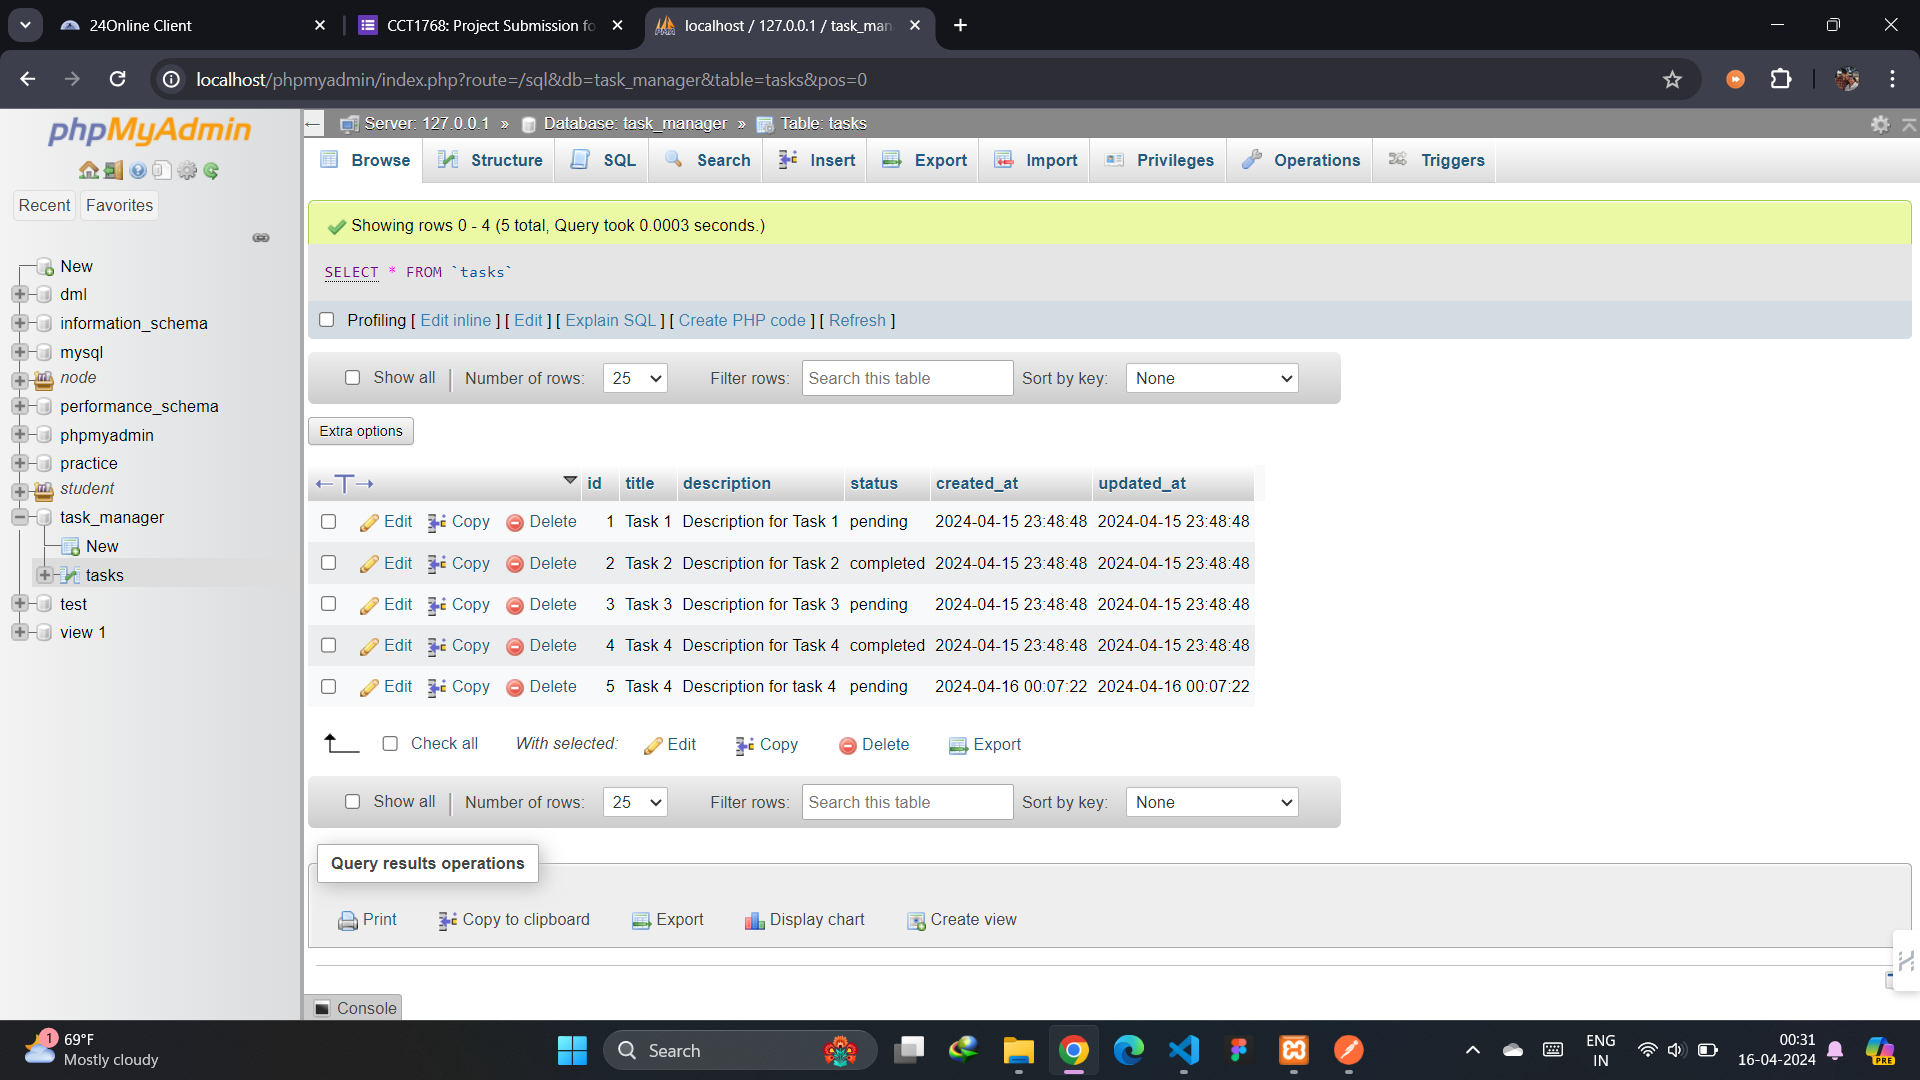 24Online Client
CCT1768: Project Submission fo
localhost / 127.0.0.1 / task_man
localhost/phpmyadmin/index.php?route=/sql&db=task_manager&table=tasks&pos=0
phpMyAdmin
Recent Favorites
New
dml
information_schema
mysql
node
performance_schema
phpmyadmin
practice
student
task_manager
New
tasks
test
view 1
Server: 127.0.0.1 » Database: task_manager » Table: tasks
Browse Structure SQL Search Insert Export Import Privileges Operations Triggers
Showing rows 0 - 4 (5 total, Query took 0.0003 seconds.)
SELECT * FROM `tasks`
Profiling [ Edit inline ] [ Edit ] [ Explain SQL ] [ Create PHP code ] [ Refresh ]
Show all Number of rows: 25 Filter rows: Search this table Sort by key: None
Extra options
id title description status created_at updated_at
Edit Copy Delete 1 Task 1 Description for Task 1 pending 2024-04-15 23:48:48 2024-04-15 23:48:48
Edit Copy Delete 2 Task 2 Description for Task 2 completed 2024-04-15 23:48:48 2024-04-15 23:48:48
Edit Copy Delete 3 Task 3 Description for Task 3 pending 2024-04-15 23:48:48 2024-04-15 23:48:48
Edit Copy Delete 4 Task 4 Description for Task 4 completed 2024-04-15 23:48:48 2024-04-15 23:48:48
Edit Copy Delete 5 Task 4 Description for task 4 pending 2024-04-16 00:07:22 2024-04-16 00:07:22
Check all With selected: Edit Copy Delete Export
Show all Number of rows: 25 Filter rows: Search this table Sort by key: None
Query results operations
Print Copy to clipboard Export Display chart Create view
Console
1
69°F
Mostly cloudy
Search
ENG
IN
00:31
16-04-2024
PRE